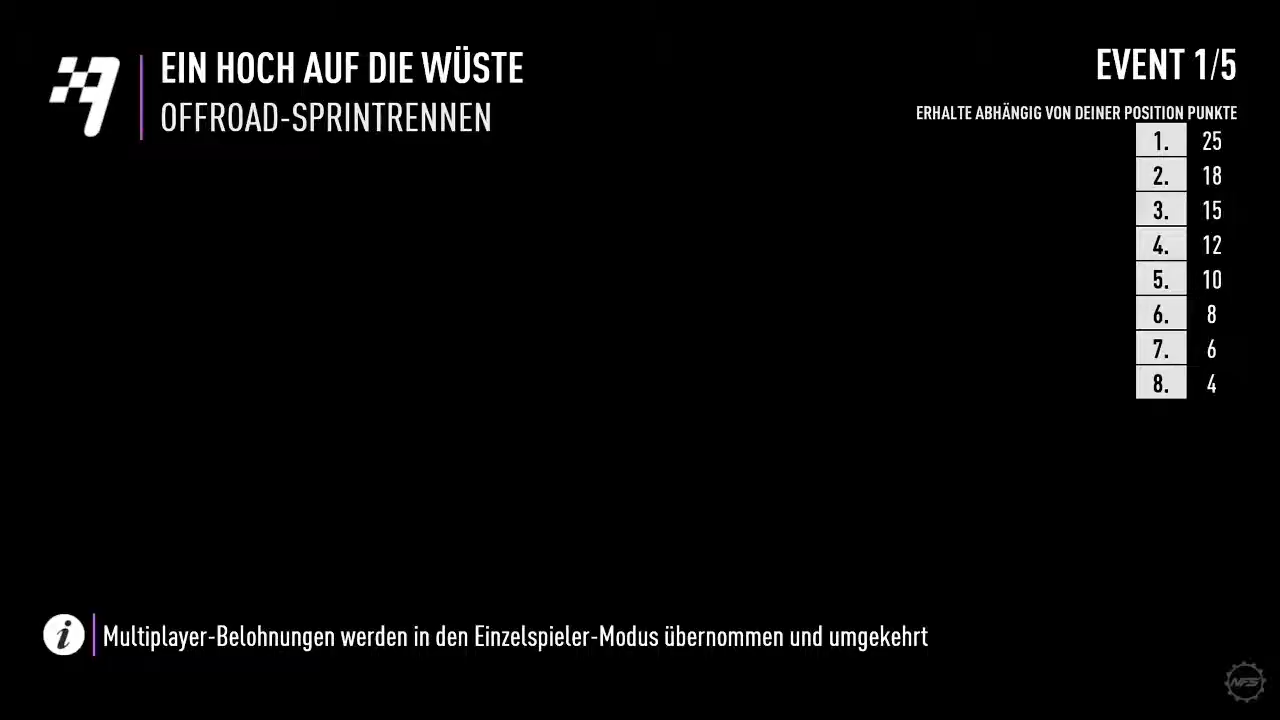 EIN HOCH AUF DIE WÜSTE
OFFROAD-SPRINTRENNEN
EVENT 1/5
ERHALTE ABHÄNGIG VON DEINER POSITION PUNKTE
1. 25
2. 18
3. 15
4. 12
5. 10
6. 8
7. 6
8. 4
i Multiplayer-Belohnungen werden in den Einzelspieler-Modus übernommen und umgekehrt
NFS